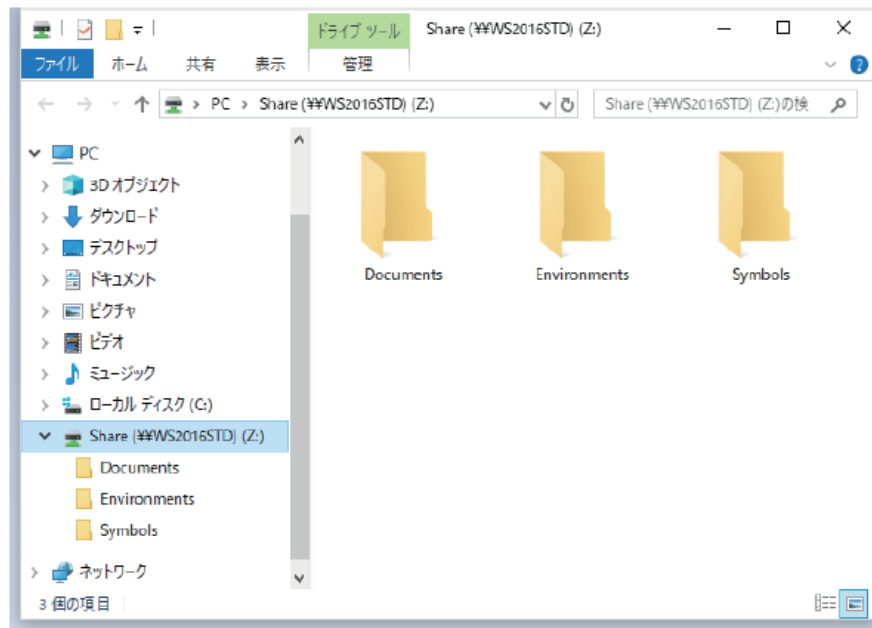 ドライブ ツール Share (¥¥WS2016STD) (Z:)
ファイル ホーム 共有 表示 管理
PC › Share (¥¥WS2016STD) (Z:) Share (¥¥WS2016STD) (Z:)の検
PC
3D オブジェクト
ダウンロード
デスクトップ
ドキュメント
ピクチャ
ビデオ
ミュージック
ローカル ディスク (C:)
Share (¥¥WS2016STD) (Z:)
Documents
Environments
Symbols
ネットワーク
Documents Environments Symbols
3 個の項目